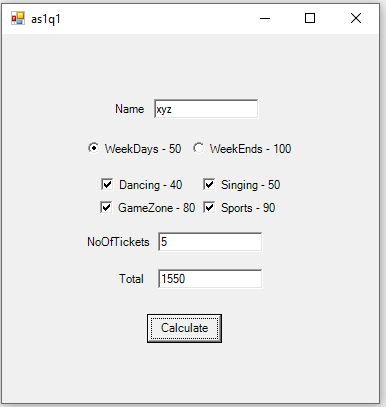 as1q1
Name xyz
WeekDays - 50 WeekEnds - 100
Dancing - 40 Singing - 50
GameZone - 80 Sports - 90
NoOfTickets 5
Total 1550
Calculate